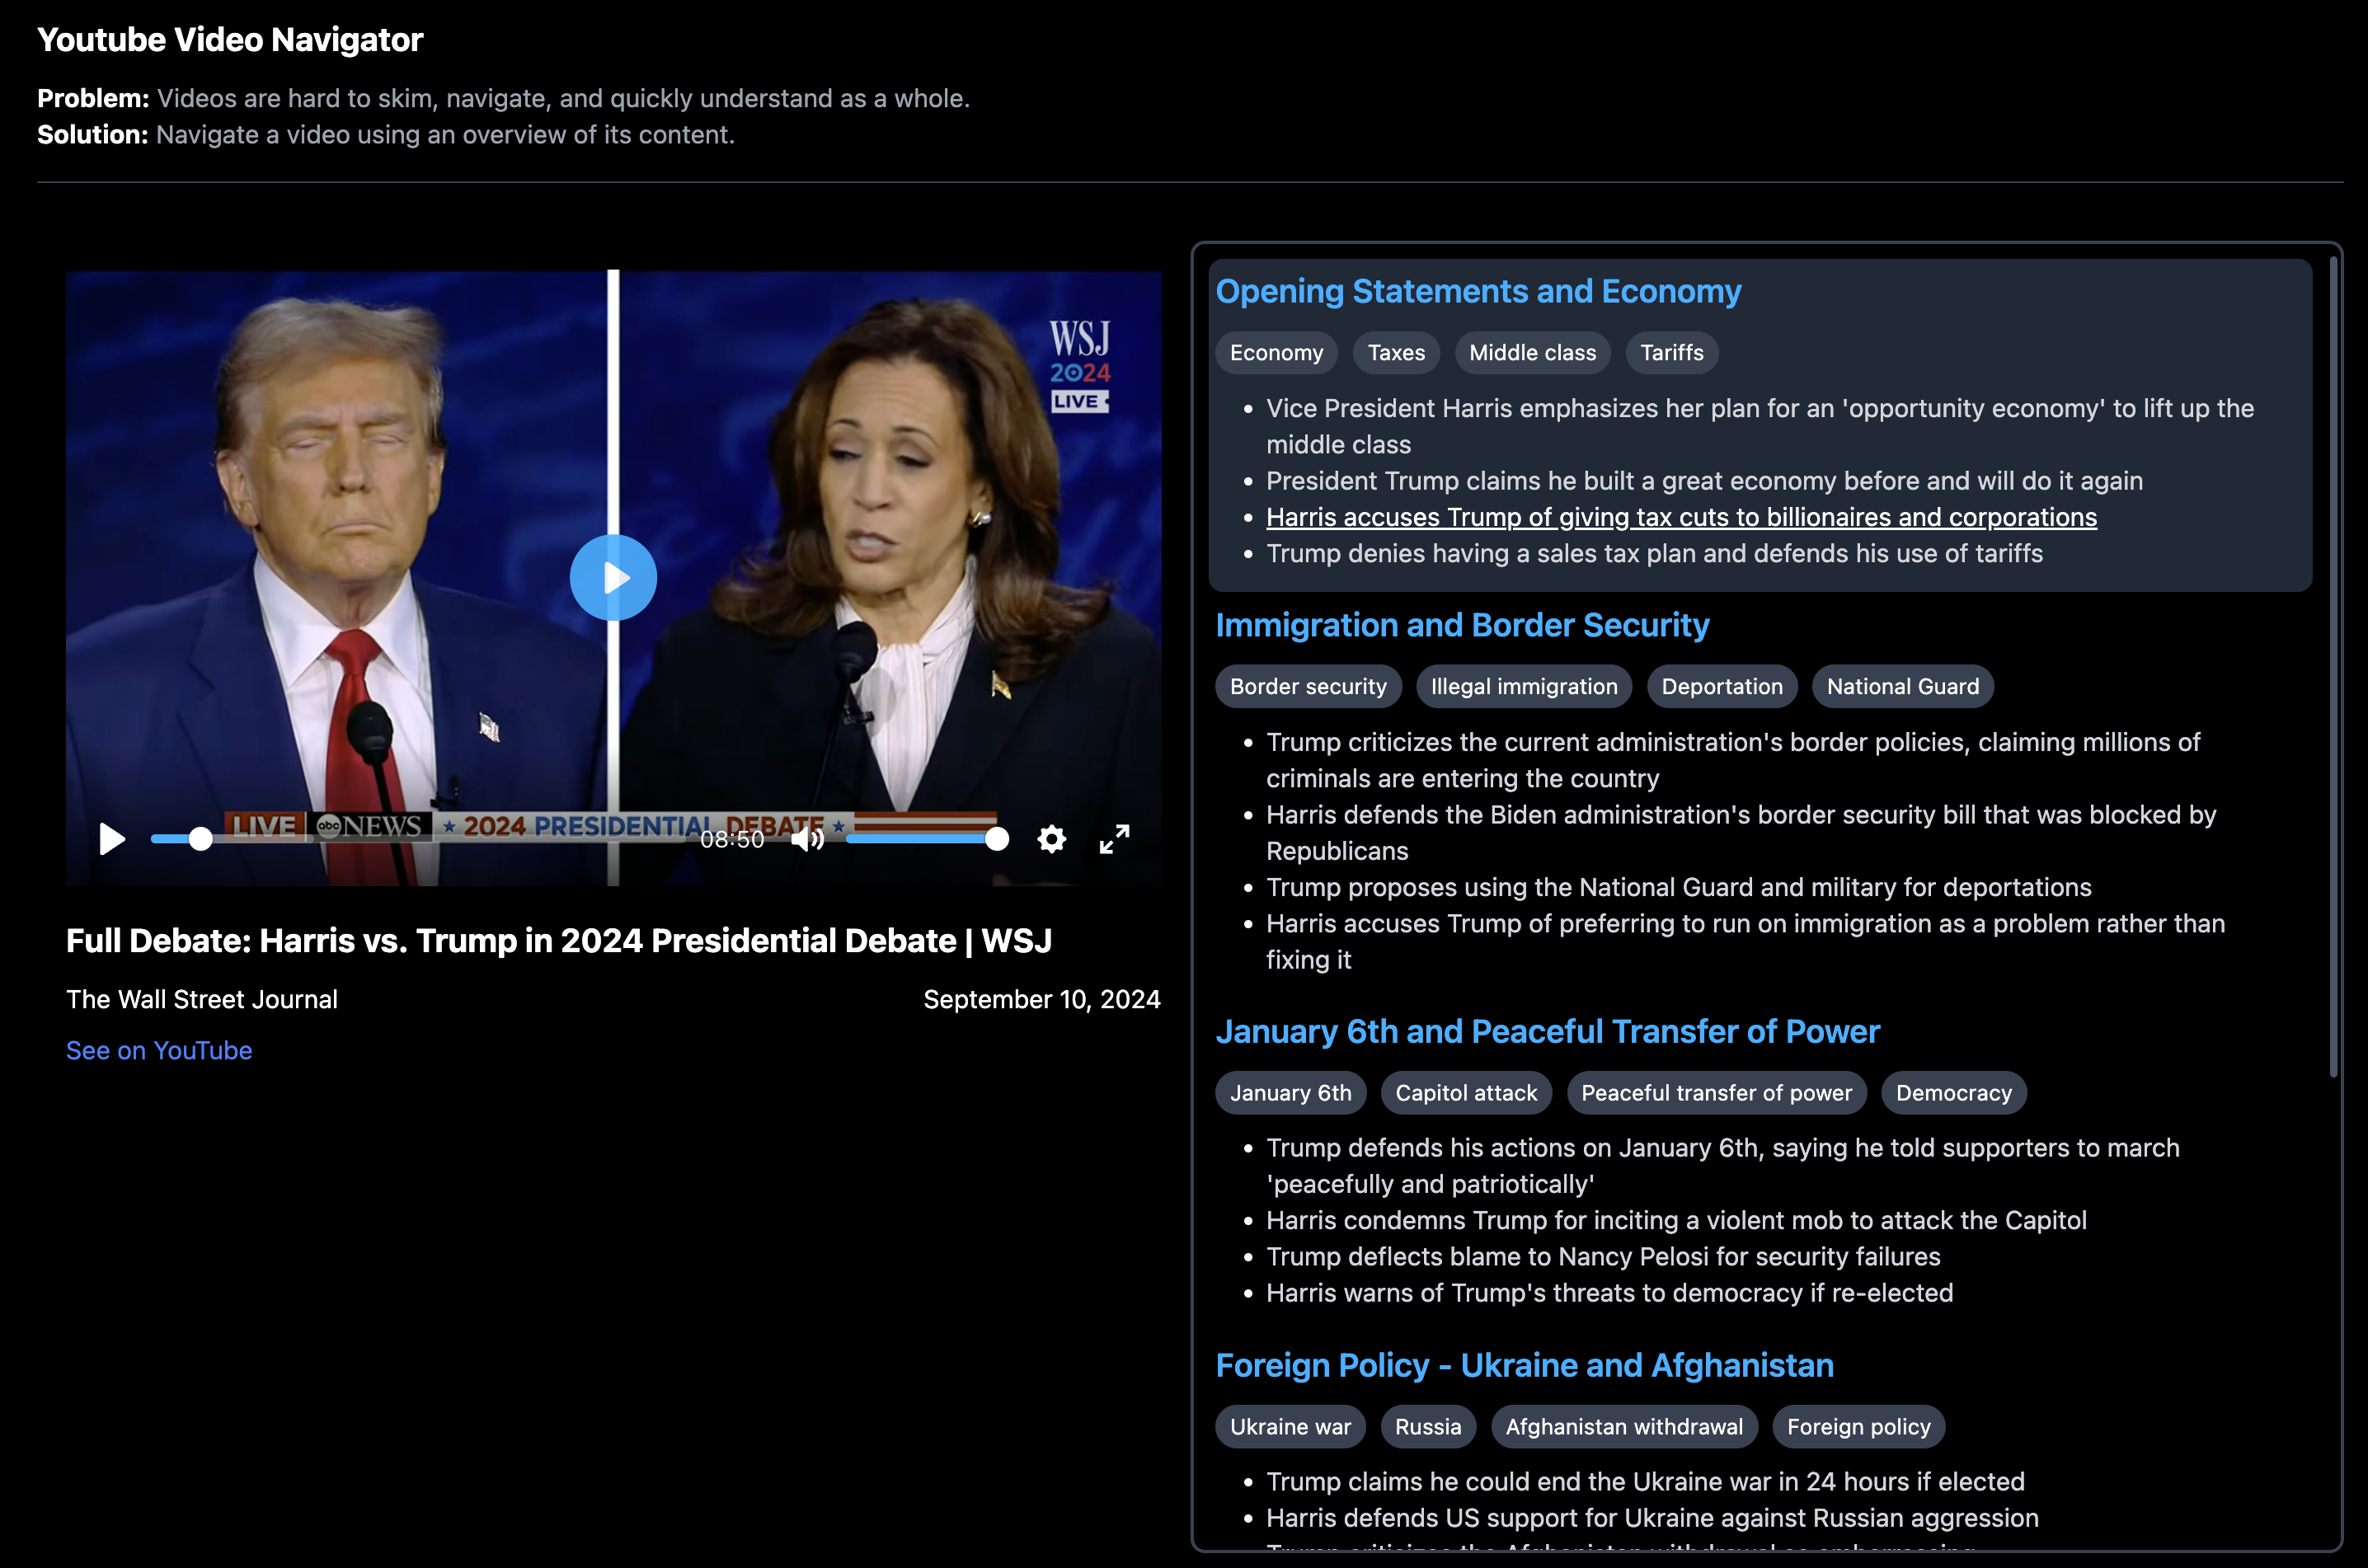 Youtube Video Navigator
Problem: Videos are hard to skim, navigate, and quickly understand as a whole.
Solution: Navigate a video using an overview of its content.
WSJ
2024
LIVE
LIVE abc NEWS ★ 2024 PRESIDENTIAL DEBATE ★
08:50
Full Debate: Harris vs. Trump in 2024 Presidential Debate | WSJ
The Wall Street Journal
September 10, 2024
See on YouTube
Opening Statements and Economy
Economy Taxes Middle class Tariffs
• Vice President Harris emphasizes her plan for an 'opportunity economy' to lift up the
middle class
• President Trump claims he built a great economy before and will do it again
• Harris accuses Trump of giving tax cuts to billionaires and corporations
• Trump denies having a sales tax plan and defends his use of tariffs
Immigration and Border Security
Border security Illegal immigration Deportation National Guard
• Trump criticizes the current administration's border policies, claiming millions of
criminals are entering the country
• Harris defends the Biden administration's border security bill that was blocked by
Republicans
• Trump proposes using the National Guard and military for deportations
• Harris accuses Trump of preferring to run on immigration as a problem rather than
fixing it
January 6th and Peaceful Transfer of Power
January 6th Capitol attack Peaceful transfer of power Democracy
• Trump defends his actions on January 6th, saying he told supporters to march
'peacefully and patriotically'
• Harris condemns Trump for inciting a violent mob to attack the Capitol
• Trump deflects blame to Nancy Pelosi for security failures
• Harris warns of Trump's threats to democracy if re-elected
Foreign Policy - Ukraine and Afghanistan
Ukraine war Russia Afghanistan withdrawal Foreign policy
• Trump claims he could end the Ukraine war in 24 hours if elected
• Harris defends US support for Ukraine against Russian aggression